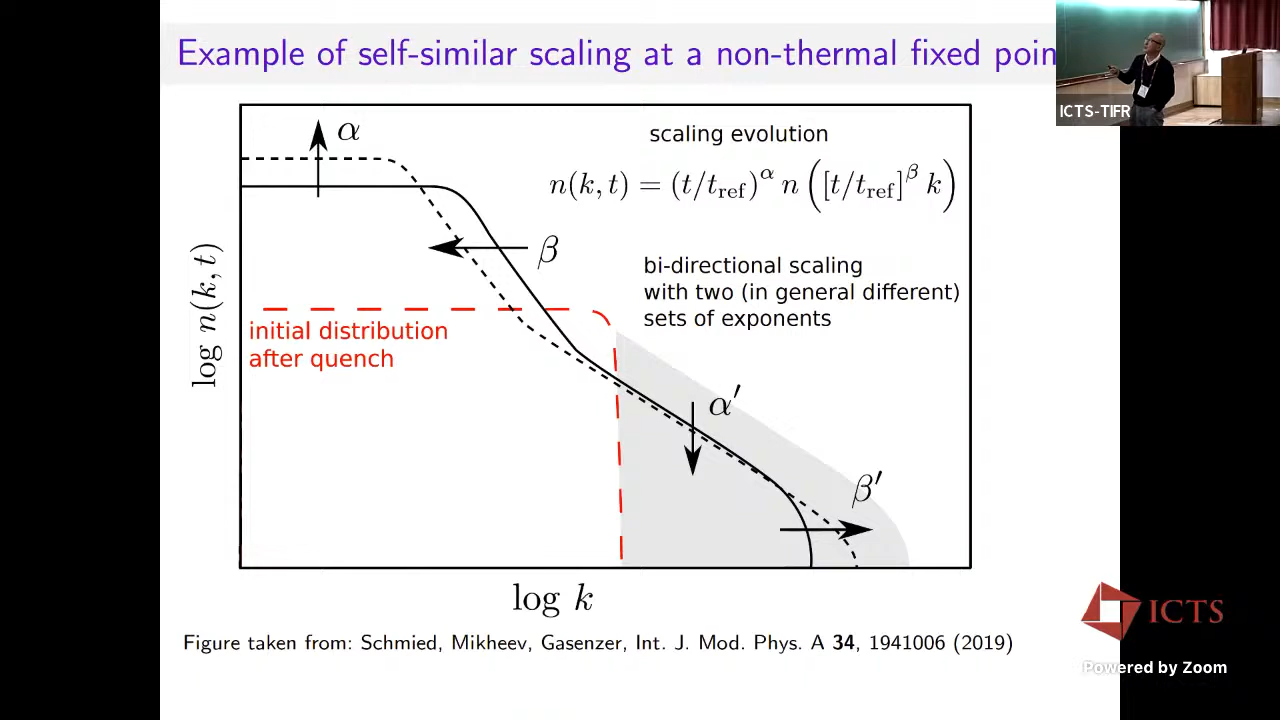 Example of self-similar scaling at a non-thermal fixed poin
ICTS-TIFR
α
scaling evolution
n(k, t) = (t/t_ref)^α n([t/t_ref]^β k)
β
bi-directional scaling
with two (in general different)
sets of exponents
initial distribution
after quench
log n(k, t)
α′
β′
log k
Figure taken from: Schmied, Mikheev, Gasenzer, Int. J. Mod. Phys. A 34, 1941006 (2019)
ICTS
Powered by Zoom